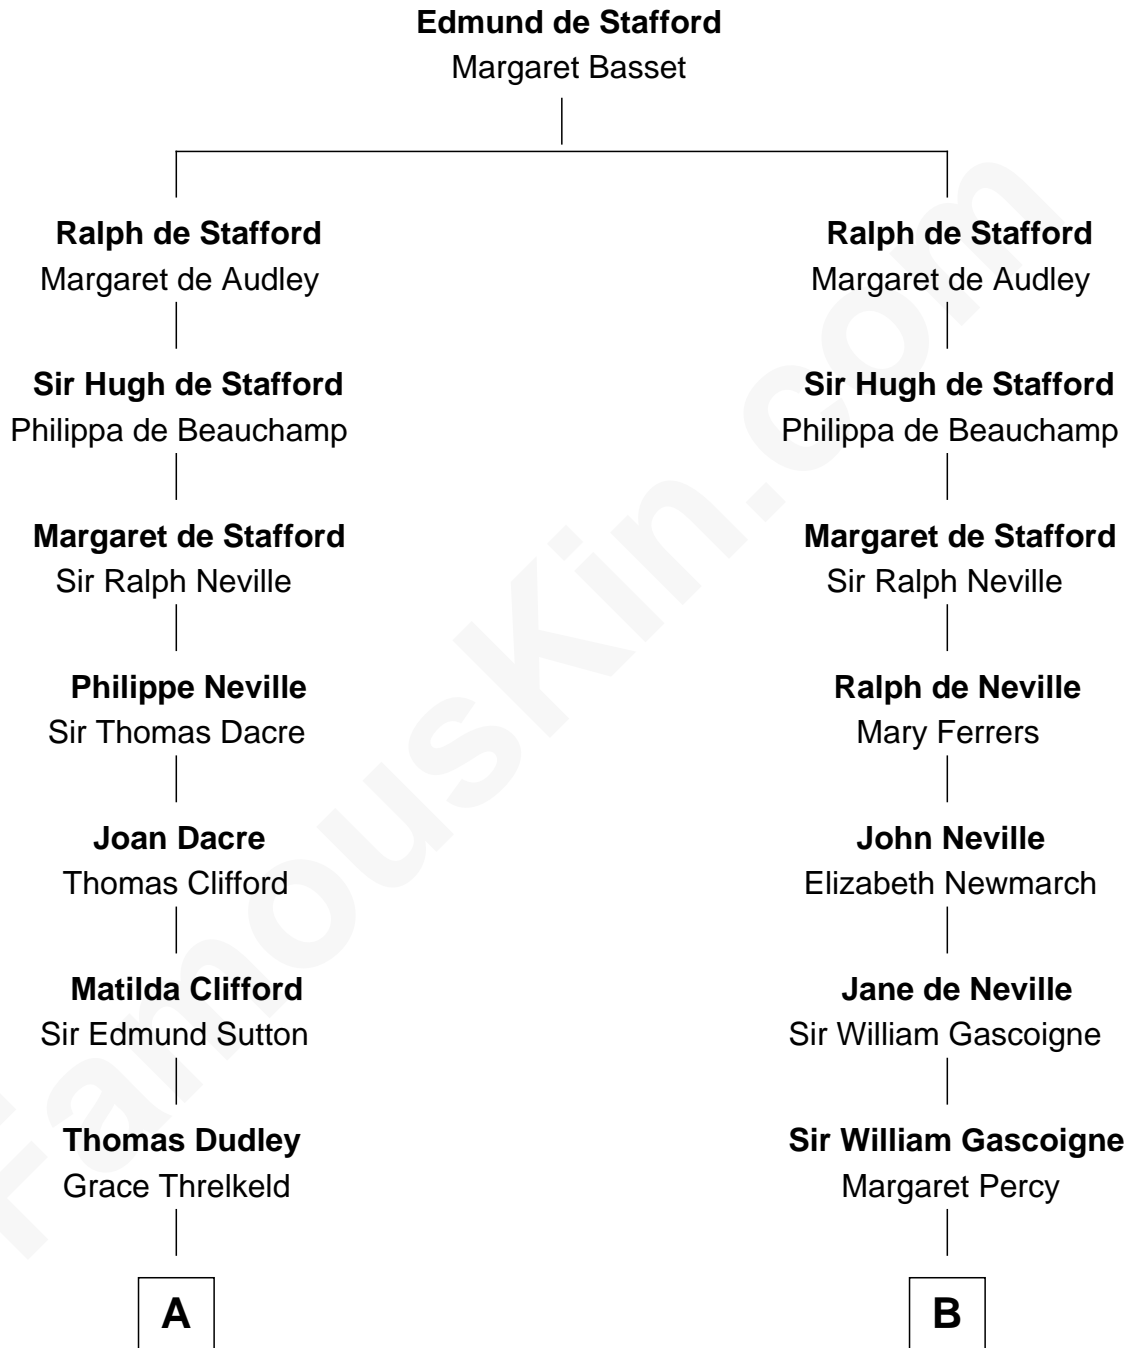 Edmund de Stafford
Margaret Basset
Ralph de Stafford
Margaret de Audley
Sir Hugh de Stafford
Philippa de Beauchamp
Margaret de Stafford
Sir Ralph Neville
Philippe Neville
Sir Thomas Dacre
Joan Dacre
Thomas Clifford
Matilda Clifford
Sir Edmund Sutton
Thomas Dudley
Grace Threlkeld
A
Ralph de Stafford
Margaret de Audley
Sir Hugh de Stafford
Philippa de Beauchamp
Margaret de Stafford
Sir Ralph Neville
Ralph de Neville
Mary Ferrers
John Neville
Elizabeth Newmarch
Jane de Neville
Sir William Gascoigne
Sir William Gascoigne
Margaret Percy
B
FamousKin.com